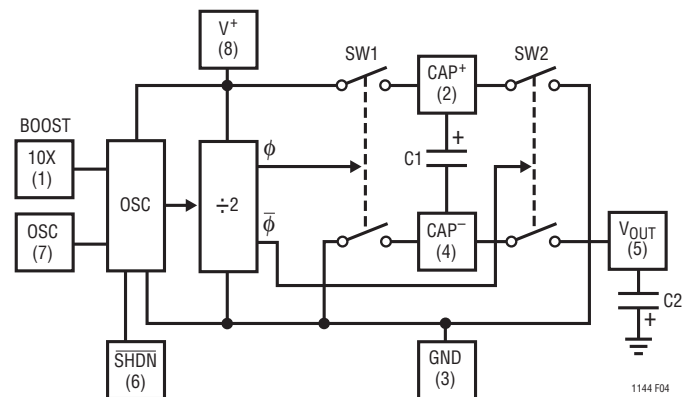 V+
(8)
SW1
SW2
CAP+
(2)
BOOST
10X
(1)
ϕ
+
C1
OSC
÷2
OSC
(7)
ϕ̅
CAP–
(4)
VOUT
(5)
C2
+
S̅H̅D̅N̅
(6)
GND
(3)
1144 F04